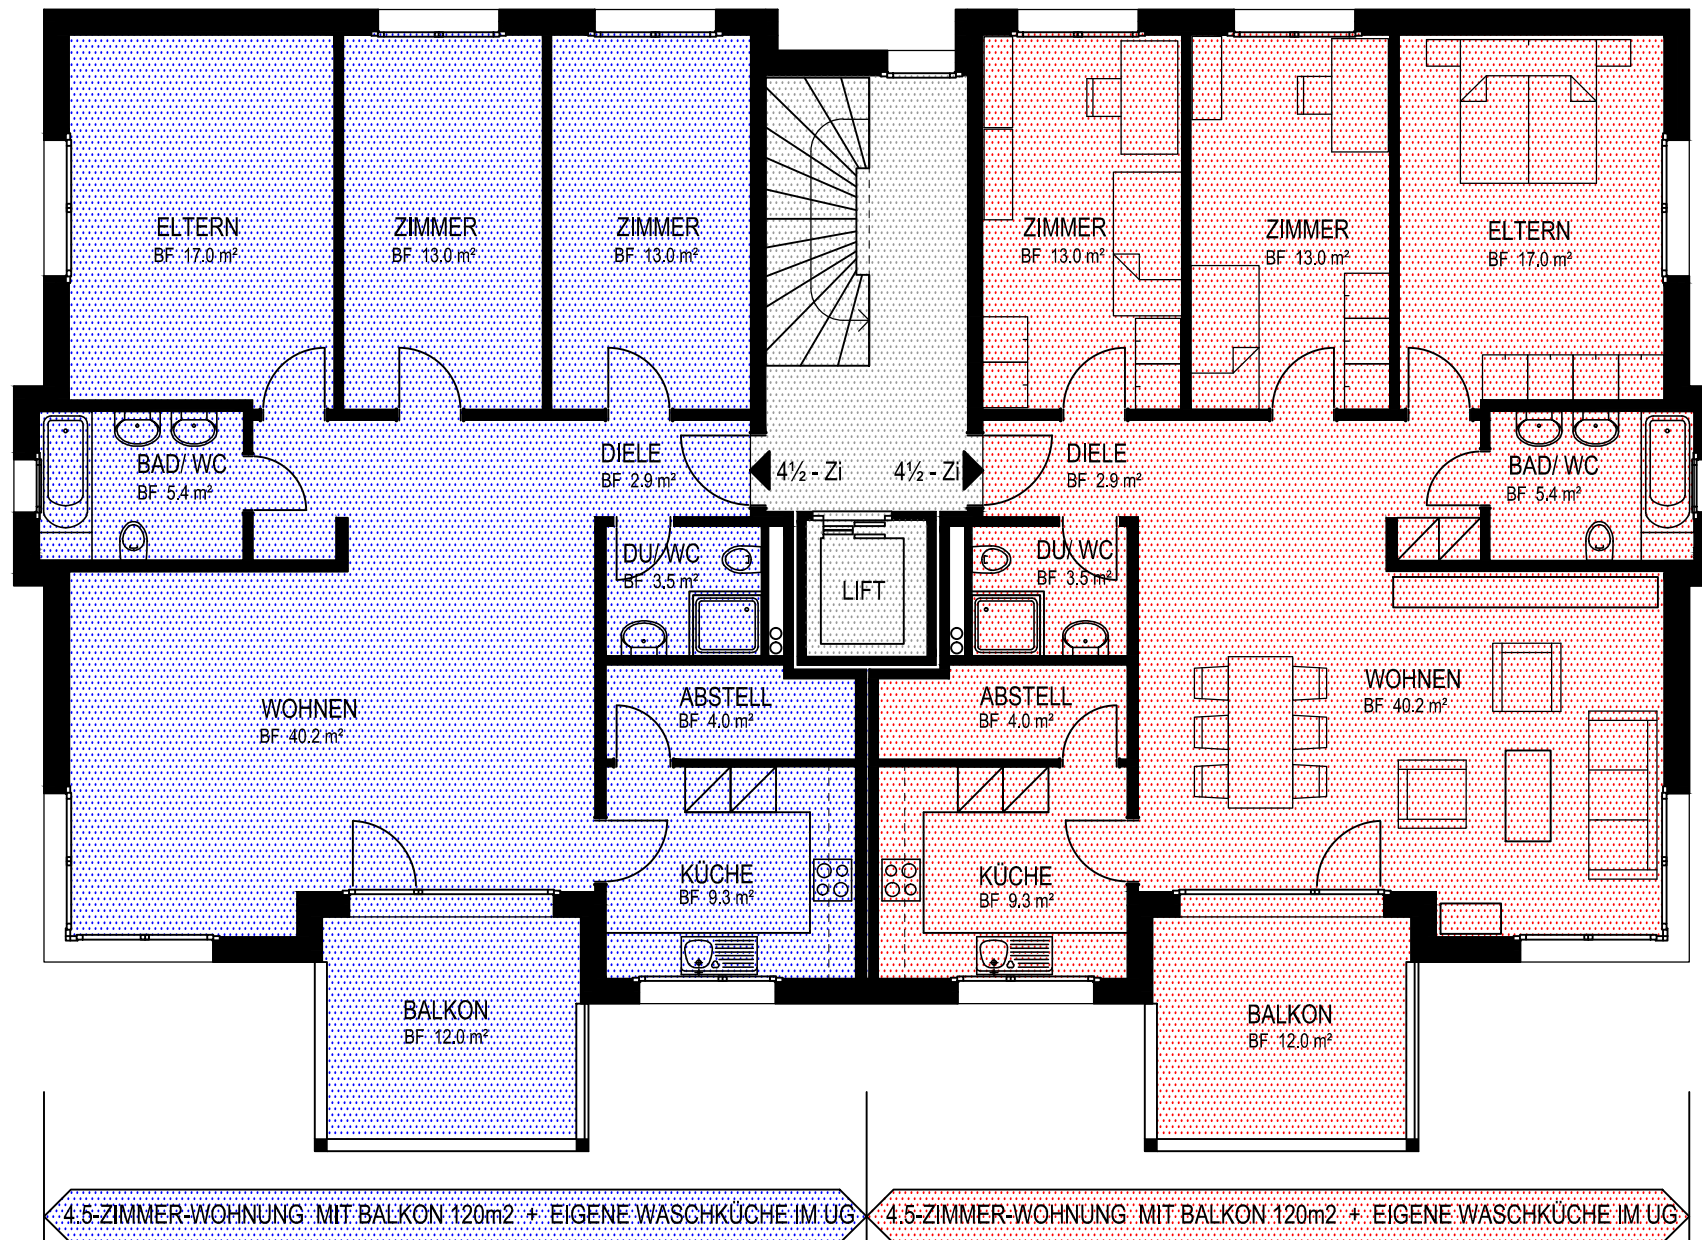 ELTERN
BF 17.0 m²
ZIMMER
BF 13.0 m²
ZIMMER
BF 13.0 m²
ZIMMER
BF 13.0 m²
ZIMMER
BF 13.0 m²
ELTERN
BF 17.0 m²
BAD/ WC
BF 5.4 m²
DIELE
BF 2.9 m²
4½ - Zi
4½ - Zi
DIELE
BF 2.9 m²
BAD/ WC
BF 5.4 m²
DU/ WC
BF 3.5 m²
LIFT
DU/ WC
BF 3.5 m²
WOHNEN
BF 40.2 m²
ABSTELL
BF 4.0 m²
ABSTELL
BF 4.0 m²
WOHNEN
BF 40.2 m²
KÜCHE
BF 9.3 m²
KÜCHE
BF 9.3 m²
BALKON
BF 12.0 m²
BALKON
BF 12.0 m²
4.5-ZIMMER-WOHNUNG MIT BALKON 120m2 + EIGENE WASCHKÜCHE IM UG
4.5-ZIMMER-WOHNUNG MIT BALKON 120m2 + EIGENE WASCHKÜCHE IM UG